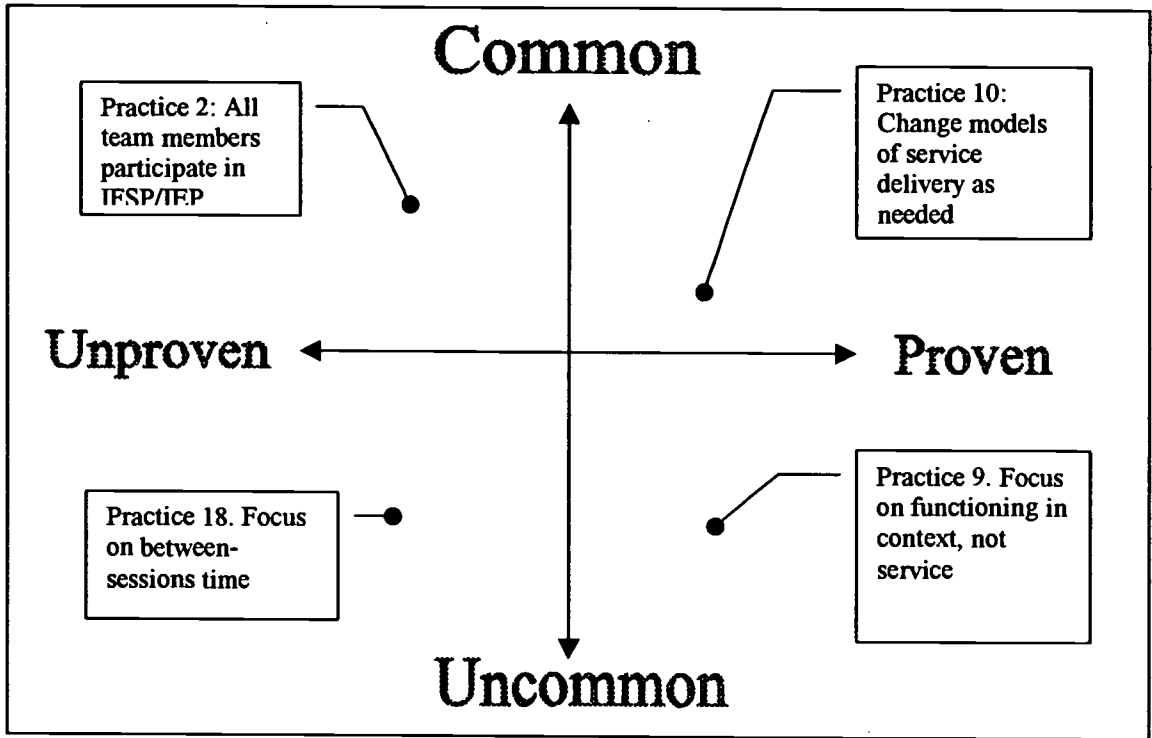 Common
Practice 2: All
team members
participate in
IFSP/IEP
Practice 10:
Change models
of service
delivery as
needed
Unproven
Proven
Practice 18. Focus
on between-
sessions time
Practice 9. Focus
on functioning in
context, not
service
Uncommon